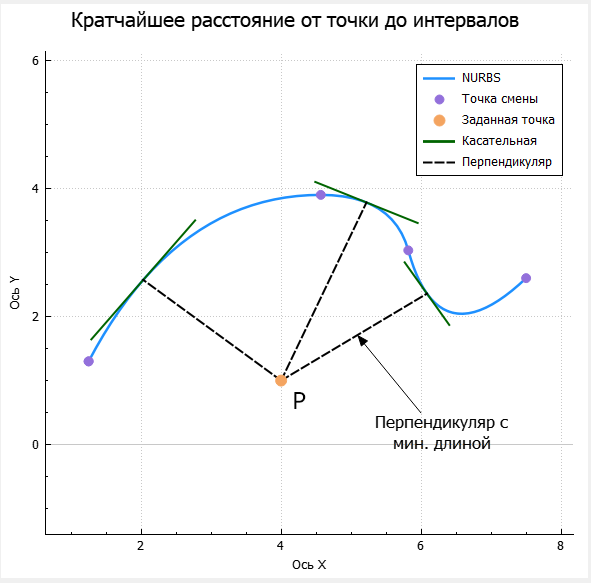 Кратчайшее расстояние от точки до интервалов
NURBS
Точка смены
Заданная точка
Касательная
Перпендикуляр
6
4
2
0
Ось Y
P
Перпендикуляр с
мин. длиной
2
4
6
8
Ось X